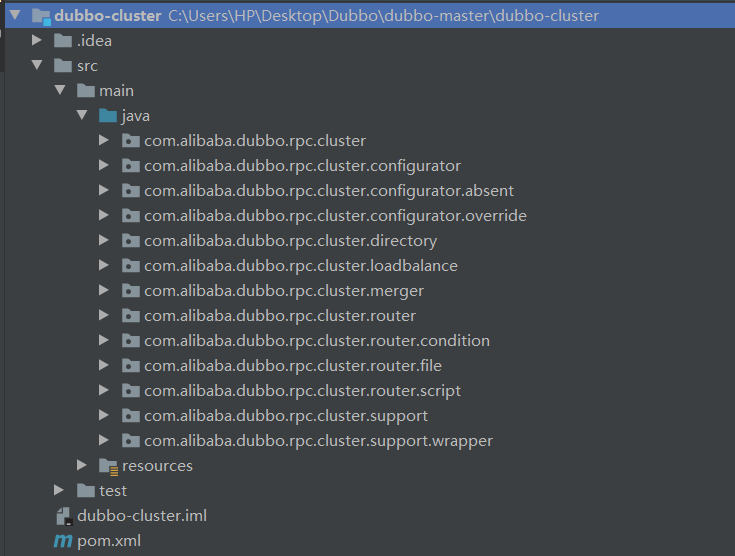 dubbo-cluster C:\Users\HP\Desktop\Dubbo\dubbo-master\dubbo-cluster
.idea
src
main
java
com.alibaba.dubbo.rpc.cluster
com.alibaba.dubbo.rpc.cluster.configurator
com.alibaba.dubbo.rpc.cluster.configurator.absent
com.alibaba.dubbo.rpc.cluster.configurator.override
com.alibaba.dubbo.rpc.cluster.directory
com.alibaba.dubbo.rpc.cluster.loadbalance
com.alibaba.dubbo.rpc.cluster.merger
com.alibaba.dubbo.rpc.cluster.router
com.alibaba.dubbo.rpc.cluster.router.condition
com.alibaba.dubbo.rpc.cluster.router.file
com.alibaba.dubbo.rpc.cluster.router.script
com.alibaba.dubbo.rpc.cluster.support
com.alibaba.dubbo.rpc.cluster.support.wrapper
resources
test
dubbo-cluster.iml
pom.xml